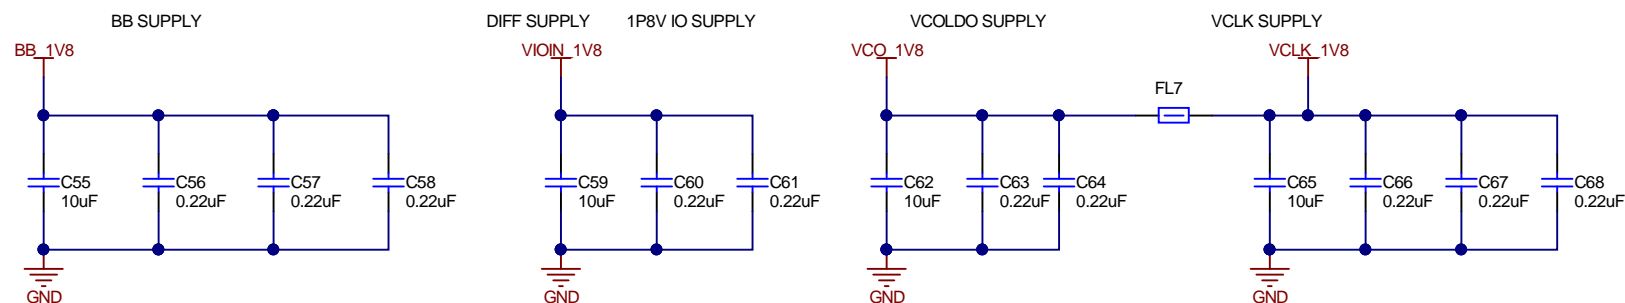 BB SUPPLY
DIFF SUPPLY
1P8V IO SUPPLY
VCOLDO SUPPLY
VCLK SUPPLY
BB_1V8
VIOIN_1V8
VCO_1V8
VCLK_1V8
FL7
C55
10uF
C56
0.22uF
C57
0.22uF
C58
0.22uF
C59
10uF
C60
0.22uF
C61
0.22uF
C62
10uF
C63
0.22uF
C64
0.22uF
C65
10uF
C66
0.22uF
C67
0.22uF
C68
0.22uF
GND
GND
GND
GND